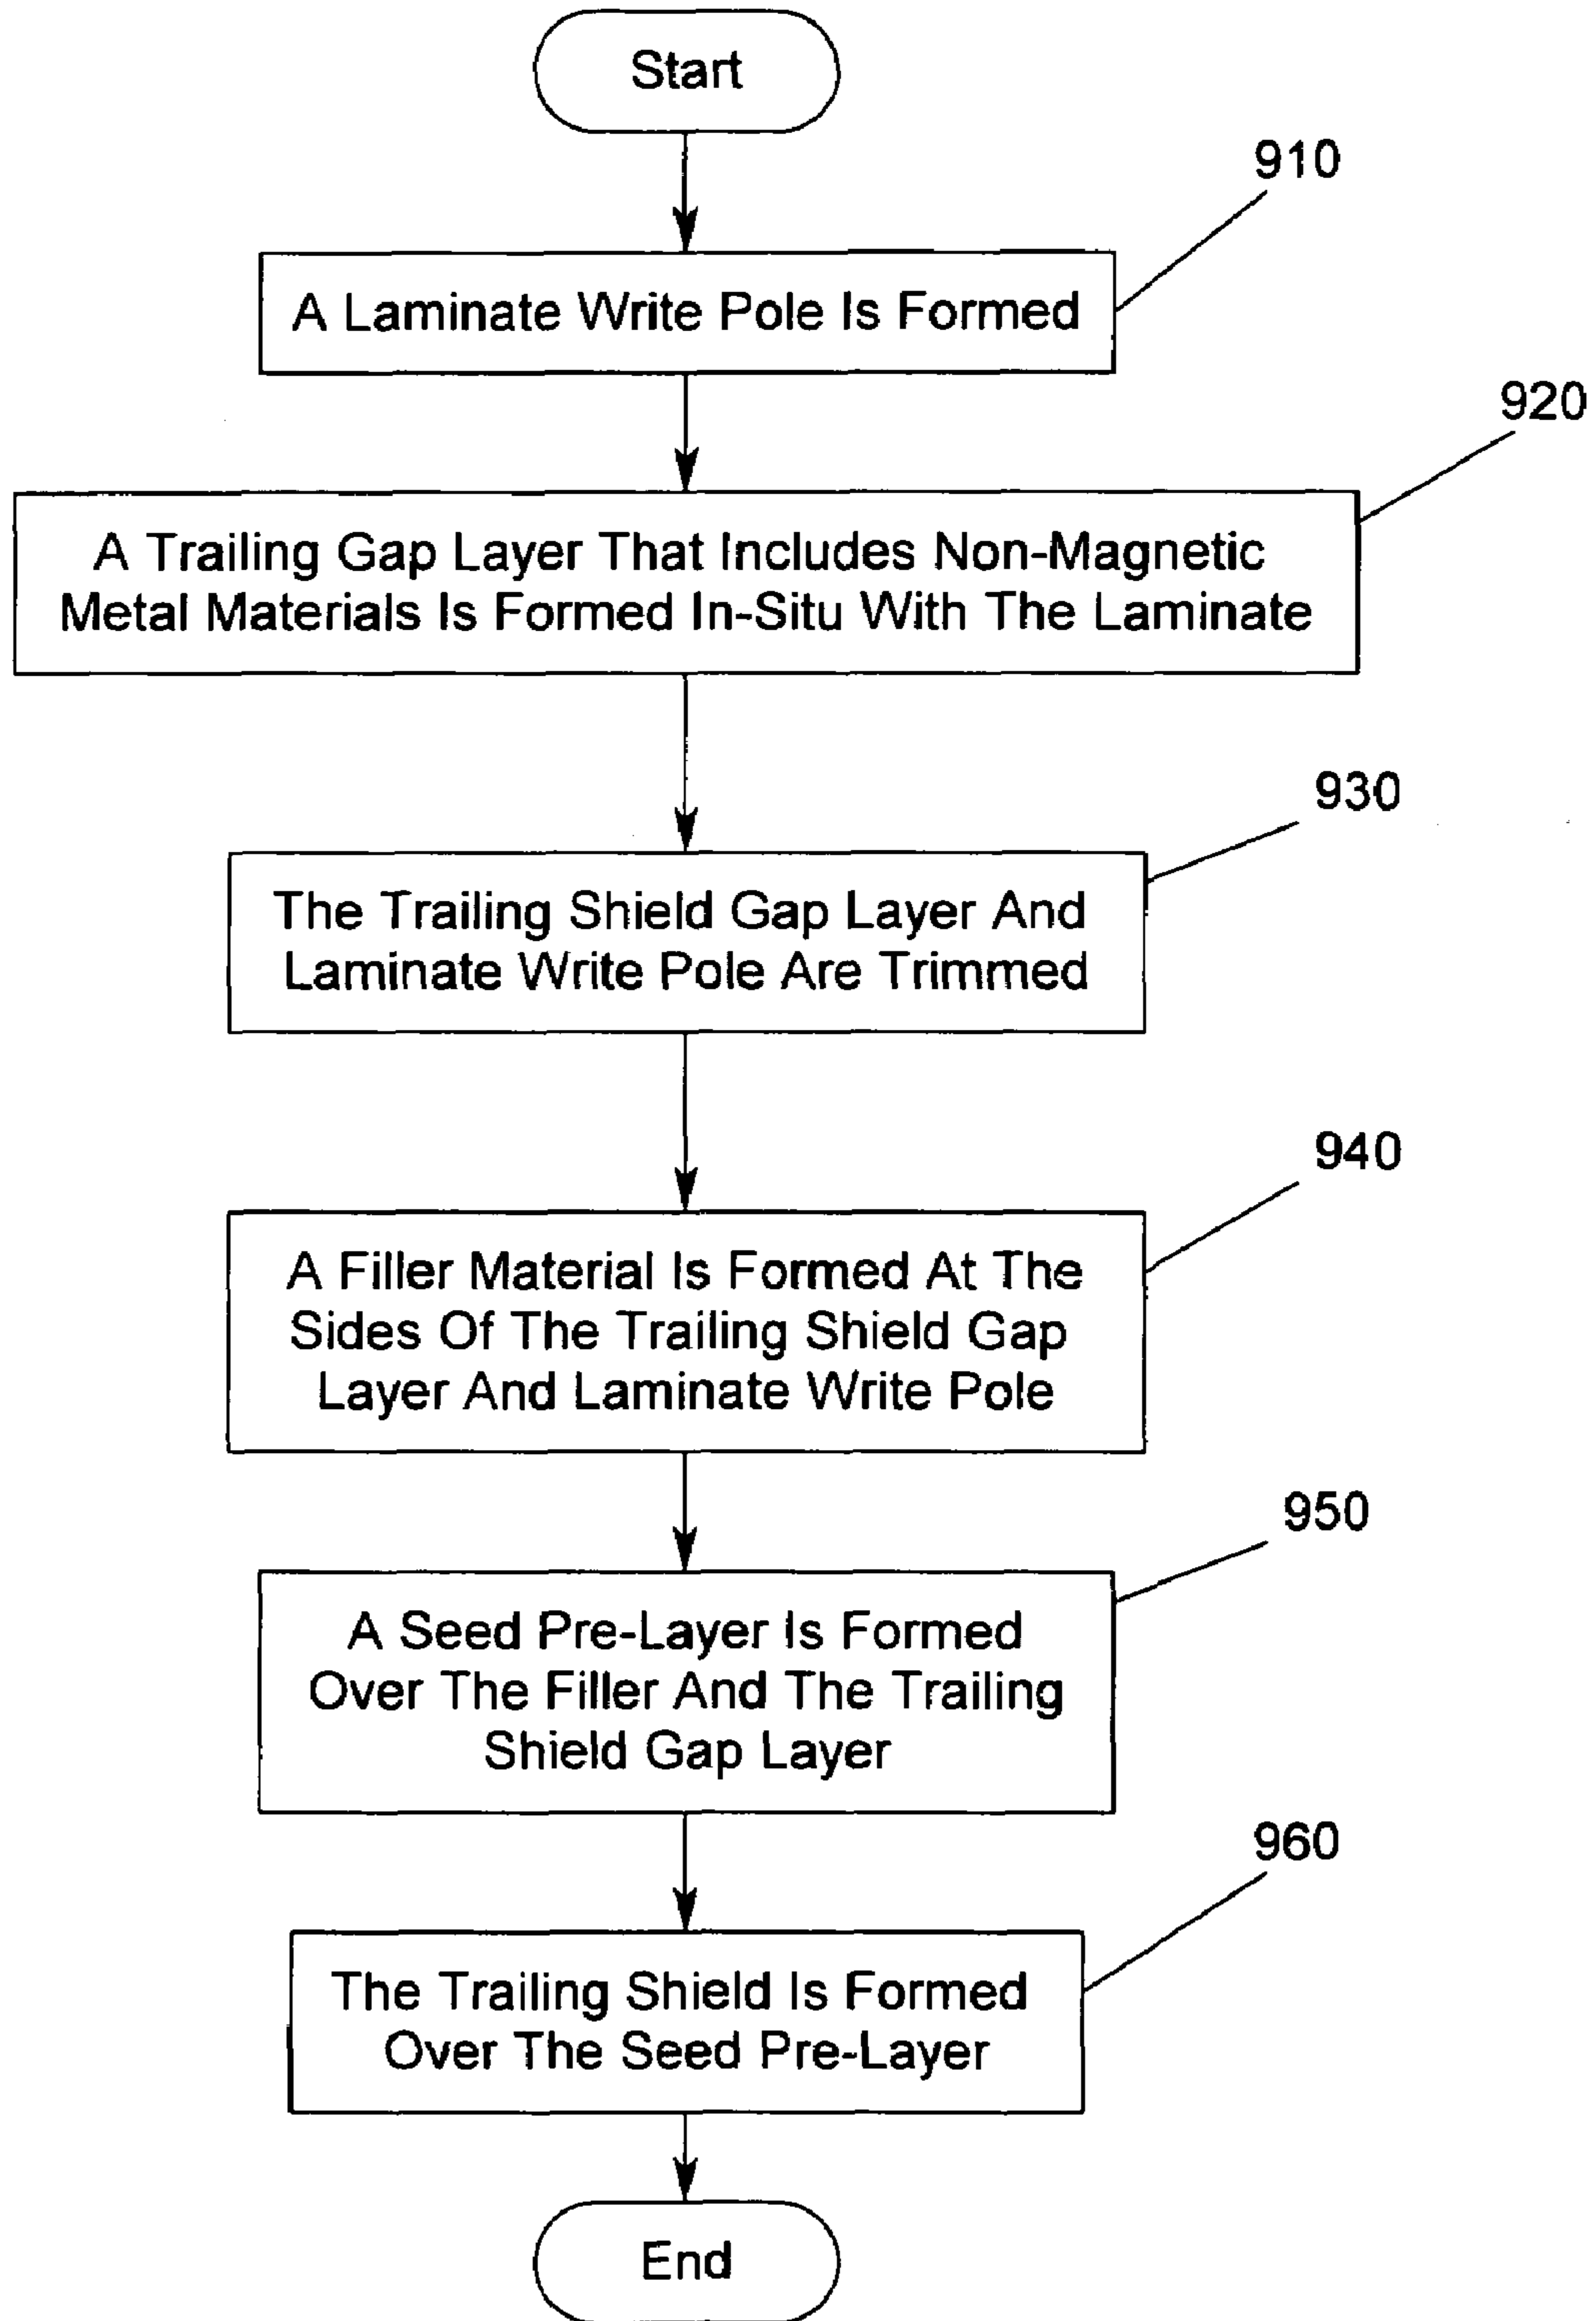 Start
910
A Laminate Write Pole Is Formed
920
A Trailing Gap Layer That Includes Non-Magnetic
Metal Materials Is Formed In-Situ With The Laminate
930
The Trailing Shield Gap Layer And
Laminate Write Pole Are Trimmed
940
A Filler Material Is Formed At The
Sides Of The Trailing Shield Gap
Layer And Laminate Write Pole
950
A Seed Pre-Layer Is Formed
Over The Filler And The Trailing
Shield Gap Layer
960
The Trailing Shield Is Formed
Over The Seed Pre-Layer
End